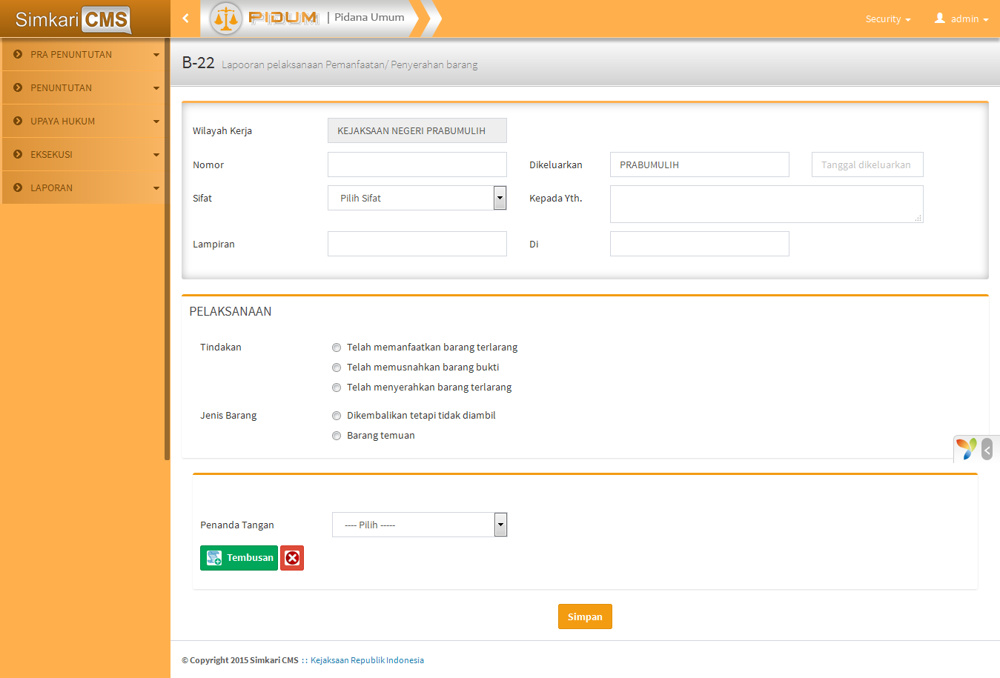 Simkari CMS
PIDUM | Pidana Umum
Security
admin
PRA PENUNTUTAN
PENUNTUTAN
UPAYA HUKUM
EKSEKUSI
LAPORAN
B-22 Lapooran pelaksanaan Pemanfaatan/ Penyerahan barang
Wilayah Kerja KEJAKSAAN NEGERI PRABUMULIH
Nomor Dikeluarkan PRABUMULIH Tanggal dikeluarkan
Sifat Pilih Sifat Kepada Yth.
Lampiran Di
PELAKSANAAN
Tindakan Telah memanfaatkan barang terlarang
Telah memusnahkan barang bukti
Telah menyerahkan barang terlarang
Jenis Barang Dikembalikan tetapi tidak diambil
Barang temuan
Penanda Tangan ---- Pilih -----
Tembusan
Simpan
© Copyright 2015 Simkari CMS :: Kejaksaan Republik Indonesia